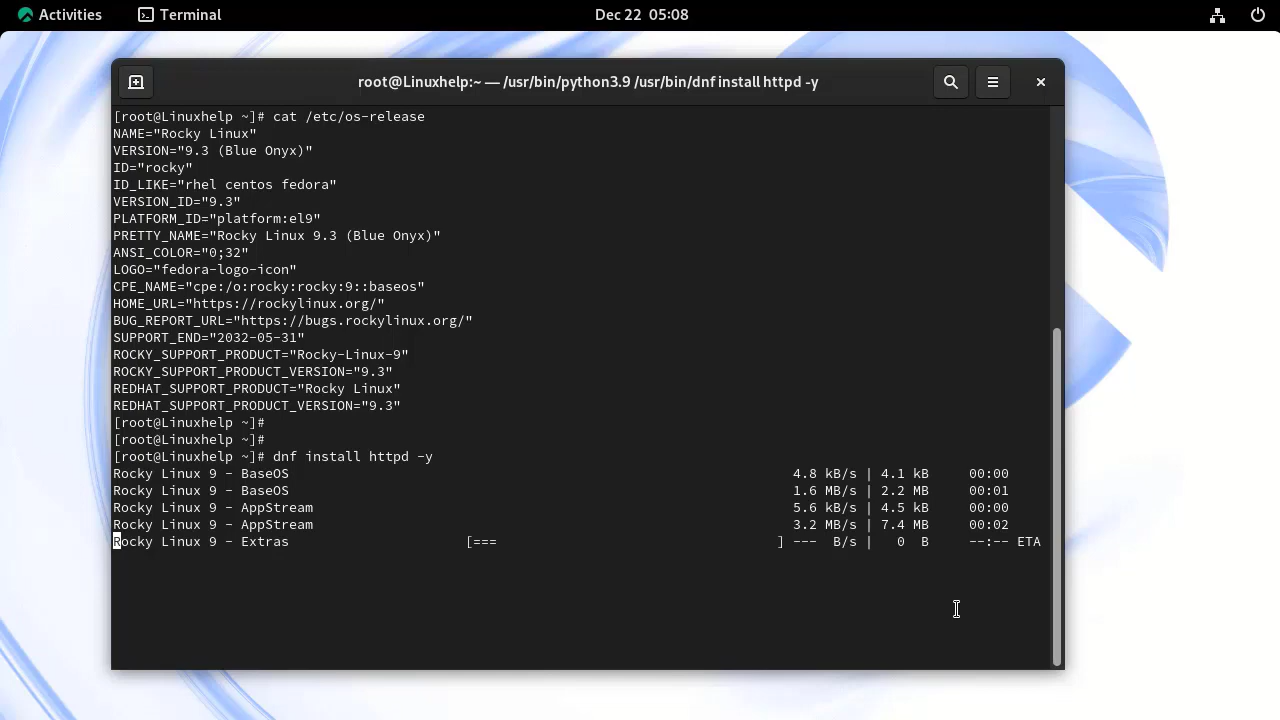 Activities Terminal Dec 22 05:08
root@Linuxhelp:~ — /usr/bin/python3.9 /usr/bin/dnf install httpd -y
[root@Linuxhelp ~]# cat /etc/os-release
NAME="Rocky Linux"
VERSION="9.3 (Blue Onyx)"
ID="rocky"
ID_LIKE="rhel centos fedora"
VERSION_ID="9.3"
PLATFORM_ID="platform:el9"
PRETTY_NAME="Rocky Linux 9.3 (Blue Onyx)"
ANSI_COLOR="0;32"
LOGO="fedora-logo-icon"
CPE_NAME="cpe:/o:rocky:rocky:9::baseos"
HOME_URL="https://rockylinux.org/"
BUG_REPORT_URL="https://bugs.rockylinux.org/"
SUPPORT_END="2032-05-31"
ROCKY_SUPPORT_PRODUCT="Rocky-Linux-9"
ROCKY_SUPPORT_PRODUCT_VERSION="9.3"
REDHAT_SUPPORT_PRODUCT="Rocky Linux"
REDHAT_SUPPORT_PRODUCT_VERSION="9.3"
[root@Linuxhelp ~]#
[root@Linuxhelp ~]#
[root@Linuxhelp ~]# dnf install httpd -y
Rocky Linux 9 - BaseOS 4.8 kB/s | 4.1 kB 00:00
Rocky Linux 9 - BaseOS 1.6 MB/s | 2.2 MB 00:01
Rocky Linux 9 - AppStream 5.6 kB/s | 4.5 kB 00:00
Rocky Linux 9 - AppStream 3.2 MB/s | 7.4 MB 00:02
Rocky Linux 9 - Extras [=== ] --- B/s | 0 B --:-- ETA